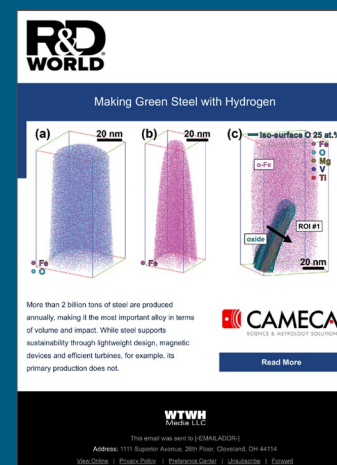 R&D
WORLD®
Making Green Steel with Hydrogen
(a) 20 nm
Fe
O
(b) 20 nm
Fe
(c) Iso-surface O 25 at.%
Fe
O
Mg
V
Ti
α-Fe
ROI #1
oxide
20 nm
More than 2 billion tons of steel are produced
annually, making it the most important alloy in terms
of volume and impact. While steel supports
sustainability through lightweight design, magnetic
devices and efficient turbines, for example, its
primary production does not.
CAMECA
SCIENCE & METROLOGY SOLUTIONS
Read More
WTWH
Media LLC
This email was sent to [-EMAILADDR-]
Address: 1111 Superior Avenue, 26th Floor, Cleveland, OH 44114
View Online | Privacy Policy | Preference Center | Unsubscribe | Forward